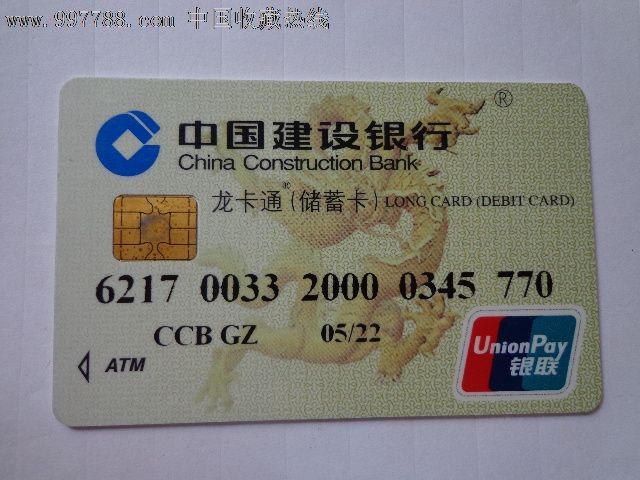 www.997788.com 中国收藏热线
®
中国建设银行
China Construction Bank
龙卡通®(储蓄卡) LONG CARD (DEBIT CARD)
6217 0033 2000 0345 770
CCB GZ 05/22
ATM
UnionPay
银联